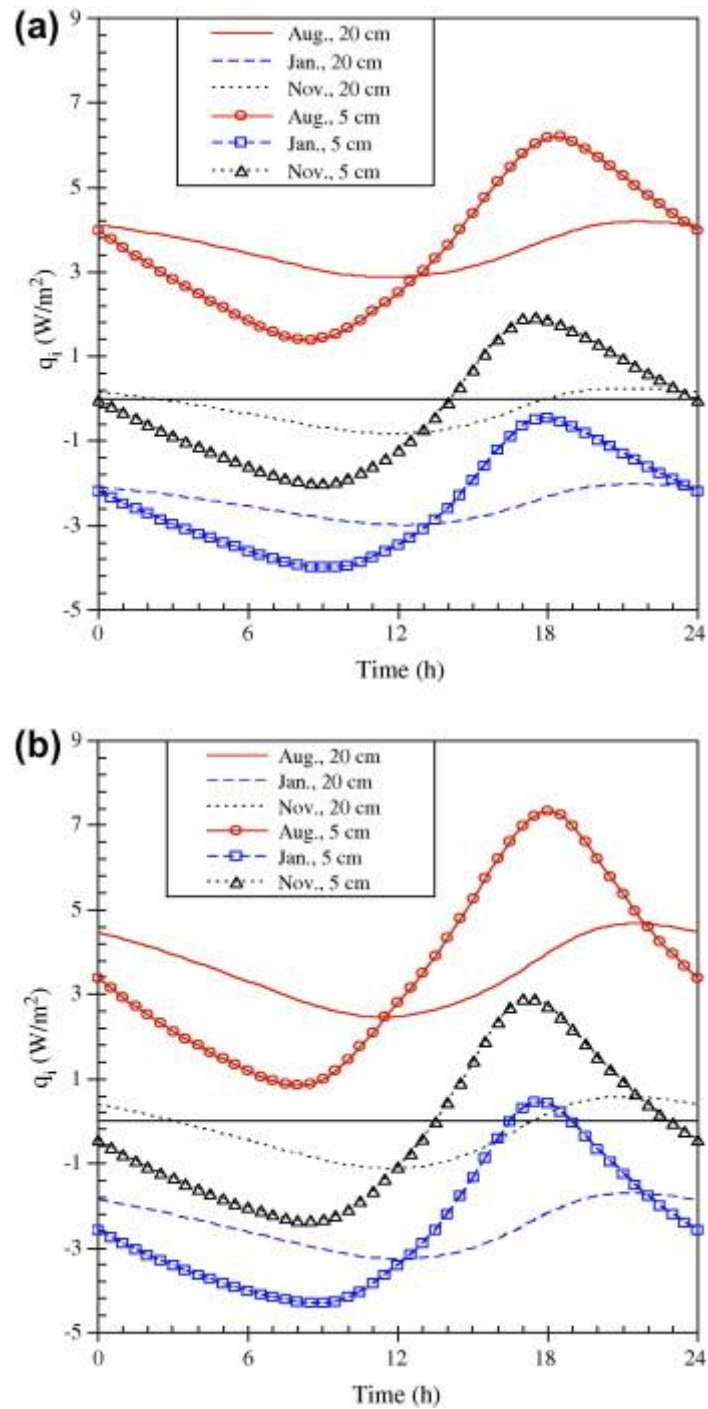 (a)
9
Aug., 20 cm
Jan., 20 cm
Nov., 20 cm
7
Aug., 5 cm
Jan., 5 cm
Nov., 5 cm
5
3
1
-1
-3
-5
qᵢ (W/m²)
0 6 12 18 24
Time (h)
(b)
9
Aug., 20 cm
Jan., 20 cm
Nov., 20 cm
7
Aug., 5 cm
Jan., 5 cm
Nov., 5 cm
5
3
1
-1
-3
-5
qᵢ (W/m²)
0 6 12 18 24
Time (h)